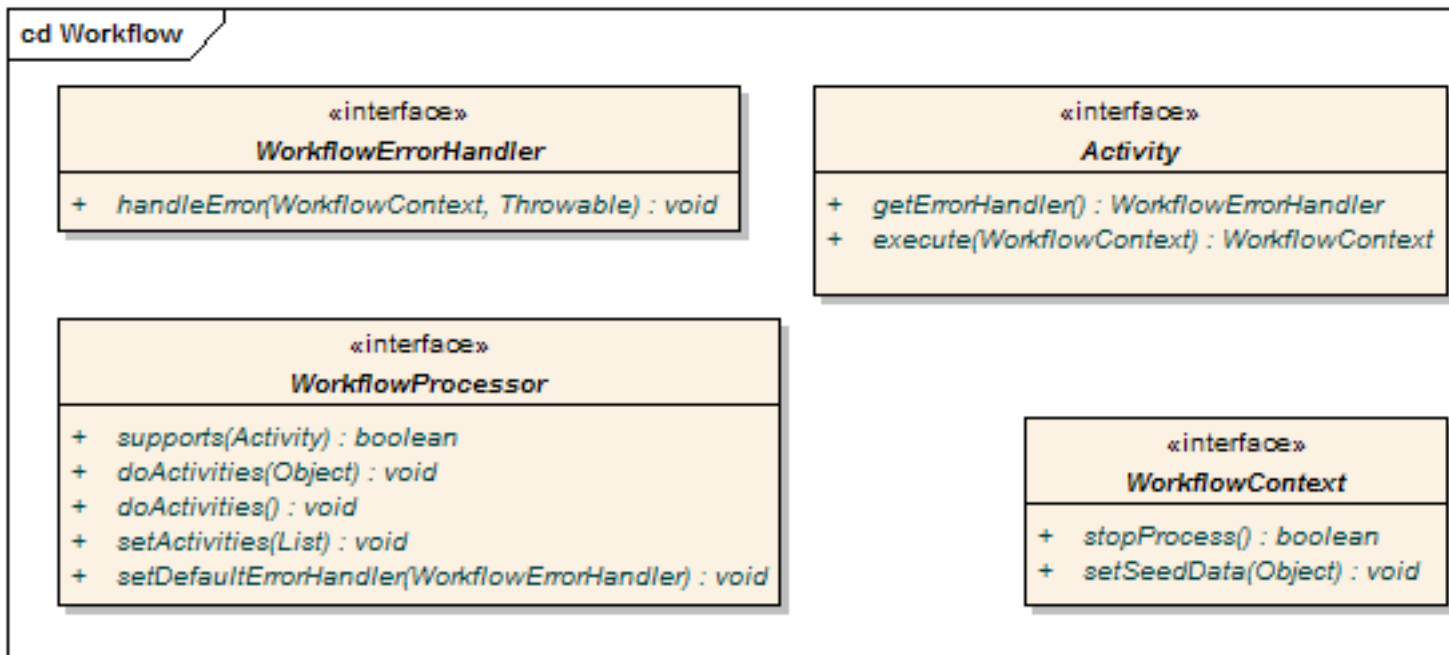 cd Workflow
«interface»
WorkflowErrorHandler
+ handleError(WorkflowContext, Throwable) : void
«interface»
Activity
+ getErrorHandler() : WorkflowErrorHandler
+ execute(WorkflowContext) : WorkflowContext
«interface»
WorkflowProcessor
+ supports(Activity) : boolean
+ doActivities(Object) : void
+ doActivities() : void
+ setActivities(List) : void
+ setDefaultErrorHandler(WorkflowErrorHandler) : void
«interface»
WorkflowContext
+ stopProcess() : boolean
+ setSeedData(Object) : void